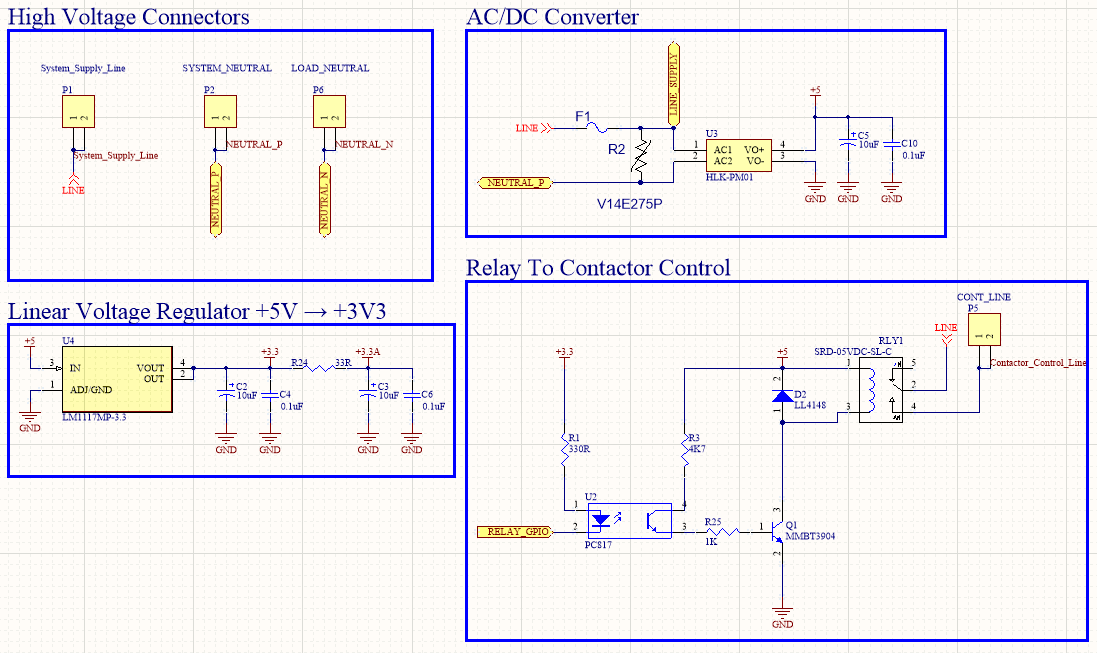 High Voltage Connectors
System_Supply_Line
SYSTEM_NEUTRAL
LOAD_NEUTRAL
P1
P2
P6
1 2
1 2
1 2
System_Supply_Line
NEUTRAL_P
NEUTRAL_N
LINE
NEUTRAL_P
NEUTRAL_N
AC/DC Converter
LINE_SUPPLY
+5
LINE
F1
R2
U3
1 AC1 VO+ 4
2 AC2 VO- 3
HLK-PM01
C5
10uF
C10
0.1uF
NEUTRAL_P
V14E275P
GND
GND
GND
Linear Voltage Regulator +5V → +3V3
+5
U4
3 IN
VOUT 4
OUT 2
1 ADJ/GND
LM1117MP-3.3
GND
+3.3
R24
33R
+3.3A
C2
10uF
C4
0.1uF
C3
10uF
C6
0.1uF
GND
GND
GND
GND
Relay To Contactor Control
CONT_LINE
P5
1 2
LINE
Contactor_Control_Line
RLY1
SRD-05VDC-SL-C
1
3
5
2
4
+3.3
+5
2
D2
LL4148
1
R1
330R
R3
4K7
U2
1
2
4
3
PC817
RELAY_GPIO
R25
1K
1
3
Q1
MMBT3904
2
GND